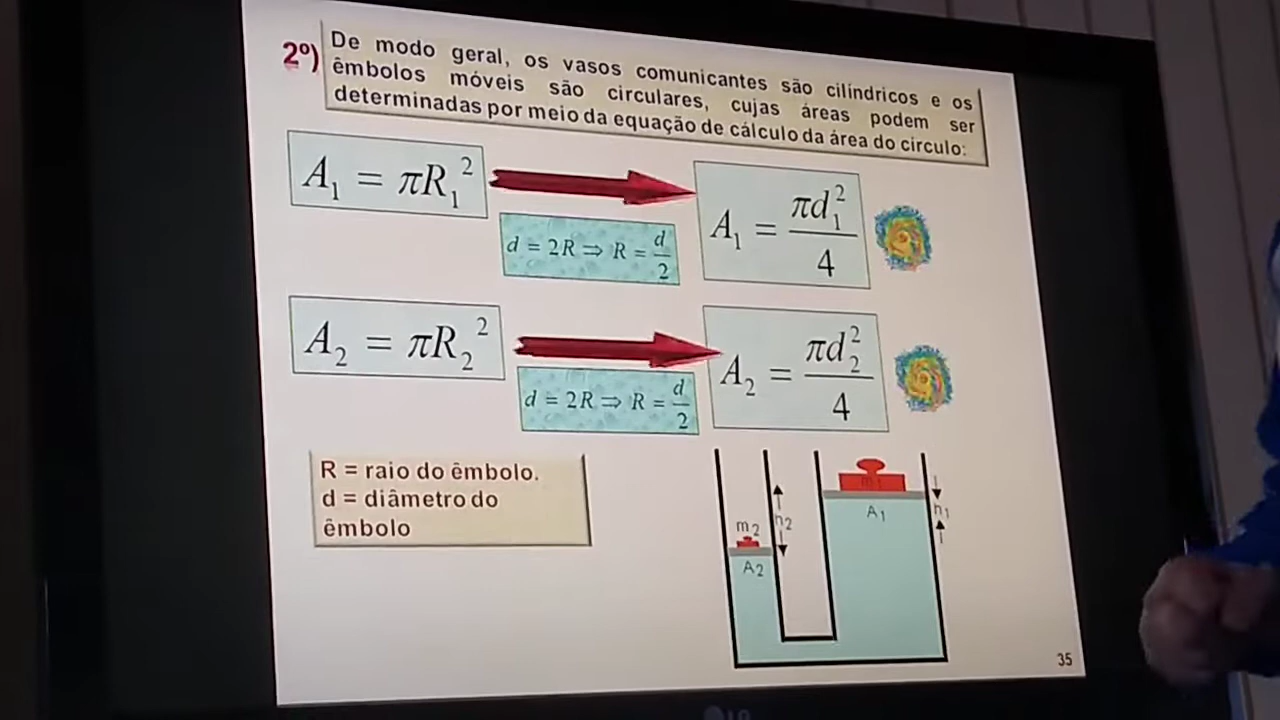 2º)
De modo geral, os vasos comunicantes são cilíndricos e os
êmbolos móveis são circulares, cujas áreas podem ser
determinadas por meio da equação de cálculo da área do círculo:
A₁ = πR₁²
d = 2R ⇒ R = d/2
A₁ = πd₁²/4
A₂ = πR₂²
d = 2R ⇒ R = d/2
A₂ = πd₂²/4
R = raio do êmbolo.
d = diâmetro do
êmbolo
m₂
A₂
h₂
m₁
A₁
h₁
35
LG